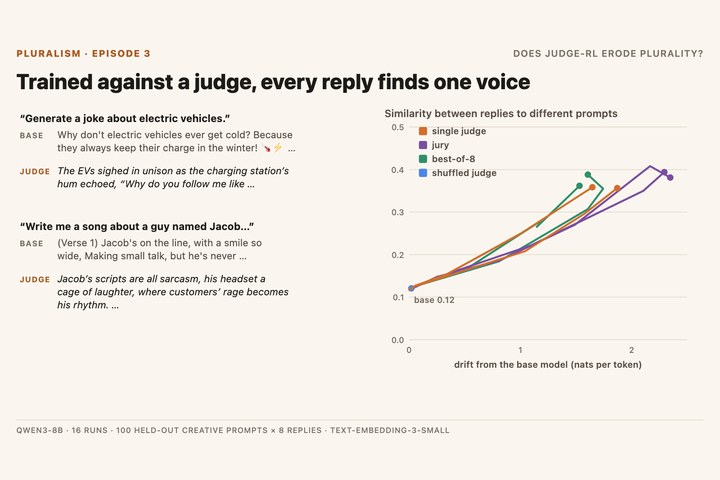 PLURALISM · EPISODE 3
DOES JUDGE-RL ERODE PLURALITY?
Trained against a judge, every reply finds one voice
“Generate a joke about electric vehicles.”
BASE Why don't electric vehicles ever get cold? Because
they always keep their charge in the winter! 🍢⚡ ...
JUDGE The EVs sighed in unison as the charging station’s
hum echoed, “Why do you follow me like ...
“Write me a song about a guy named Jacob...”
BASE (Verse 1) Jacob's on the line, with a smile so
wide, Making small talk, but he's never ...
JUDGE Jacob’s scripts are all sarcasm, his headset a
cage of laughter, where customers’ rage becomes
his rhythm. ...
Similarity between replies to different prompts
0.5
single judge
jury
best-of-8
shuffled judge
0.4
0.3
0.2
0.1
base 0.12
0.0
0 1 2
drift from the base model (nats per token)
QWEN3-8B · 16 RUNS · 100 HELD-OUT CREATIVE PROMPTS × 8 REPLIES · TEXT-EMBEDDING-3-SMALL